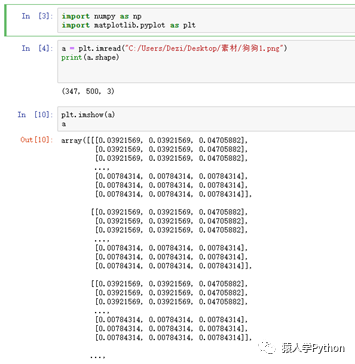 In [3]: import numpy as np
import matplotlib.pyplot as plt
In [4]: a = plt.imread("C:/Users/Dezi/Desktop/素材/狗狗1.png")
print(a.shape)
(347, 500, 3)
In [10]: plt.imshow(a)
a
Out[10]: array([[[0.03921569, 0.03921569, 0.04705882],
[0.03921569, 0.03921569, 0.04705882],
[0.03921569, 0.03921569, 0.04705882],
...,
[0.00784314, 0.00784314, 0.00784314],
[0.00784314, 0.00784314, 0.00784314],
[0.00784314, 0.00784314, 0.00784314]],
[[0.03921569, 0.03921569, 0.04705882],
[0.03921569, 0.03921569, 0.04705882],
[0.03921569, 0.03921569, 0.04705882],
...,
[0.00784314, 0.00784314, 0.00784314],
[0.00784314, 0.00784314, 0.00784314],
[0.00784314, 0.00784314, 0.00784314]],
[[0.03921569, 0.03921569, 0.04705882],
[0.03921569, 0.03921569, 0.04705882],
[0.03921569, 0.03921569, 0.04705882],
...,
[0.00784314, 0.00784314, 0.00784314],
[0.00784314, 0.00784314, 0.00784314],
[0.00784314, 0.00784314, 0.00784314]],
...,
猿人学Python